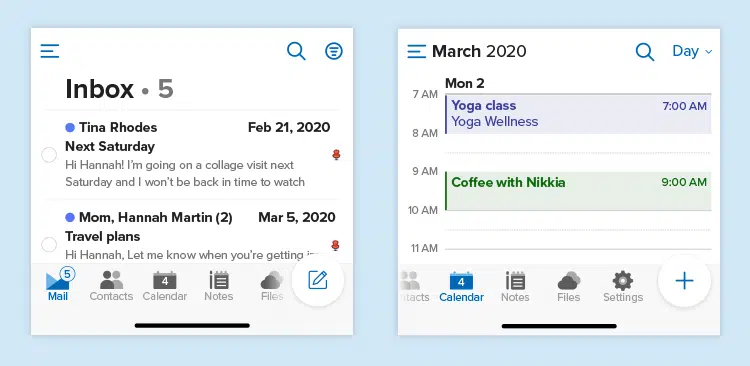 Inbox • 5
Tina Rhodes Feb 21, 2020
Next Saturday
Hi Hannah! I'm going on a collage visit next
Saturday and I won't be back in time to watch
Mom, Hannah Martin (2) Mar 5, 2020
Travel plans
Hi Hannah, Let me know when you're getting in
5 4
Mail Contacts Calendar Notes Files
March 2020 Day
Mon 2
7 AM
Yoga class 7:00 AM
Yoga Wellness
8 AM
9 AM
Coffee with Nikkia 9:00 AM
10 AM
11 AM
4
tacts Calendar Notes Files Settings